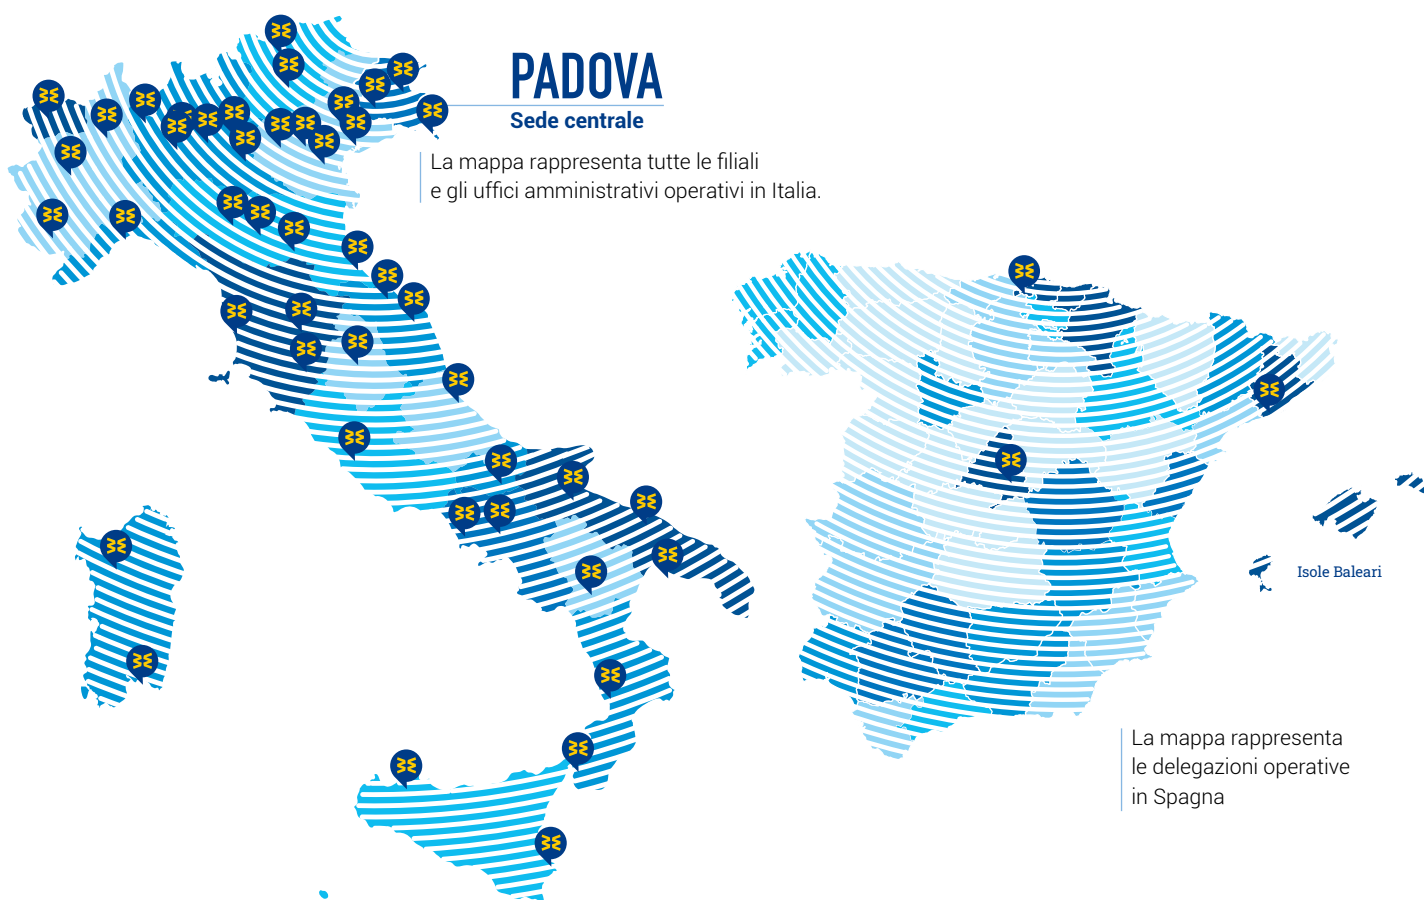 PADOVA
Sede centrale
La mappa rappresenta tutte le filiali
e gli uffici amministrativi operativi in Italia.
Isole Baleari
La mappa rappresenta
le delegazioni operative
in Spagna